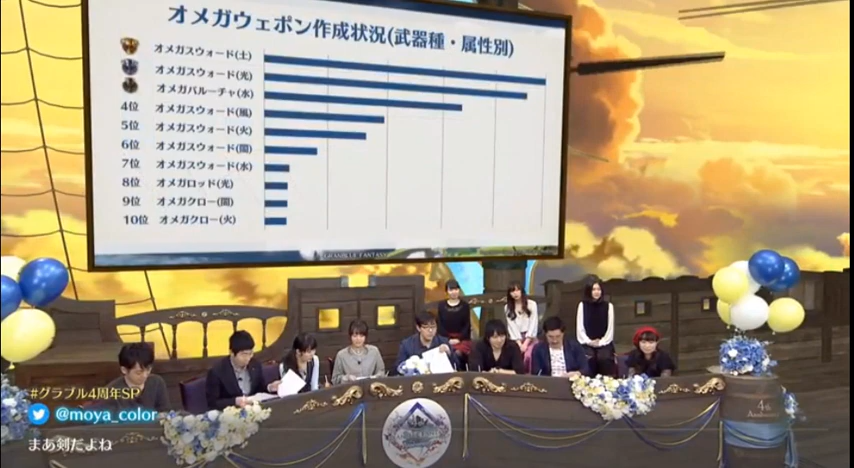 オメガウェポン作成状況(武器種・属性別)
オメガスウォード(土)
オメガスウォード(光)
オメガバルーチャ(水)
4位 オメガスウォード(風)
5位 オメガスウォード(火)
6位 オメガスウォード(闇)
7位 オメガスウォード(水)
8位 オメガロッド(光)
9位 オメガクロー(闇)
10位 オメガクロー(火)
GRANBLUE FANTASY
#グラブル4周年SP
@moya_color
まあ剣だよね
4th
Anniversary